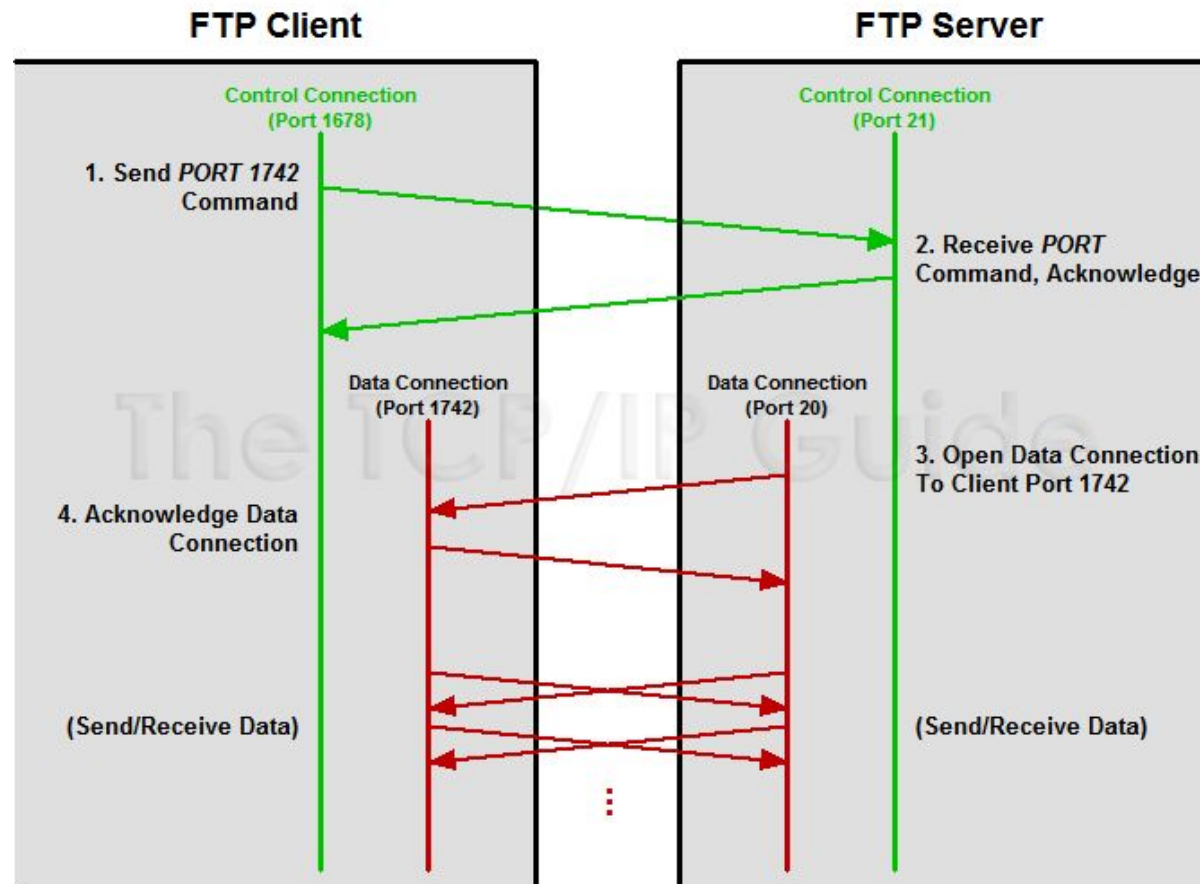 FTP Client
FTP Server
Control Connection
(Port 1678)
Control Connection
(Port 21)
1. Send PORT 1742
Command
2. Receive PORT
Command, Acknowledge
Data Connection
(Port 1742)
Data Connection
(Port 20)
The TCP/IP Guide
3. Open Data Connection
To Client Port 1742
4. Acknowledge Data
Connection
(Send/Receive Data)
(Send/Receive Data)